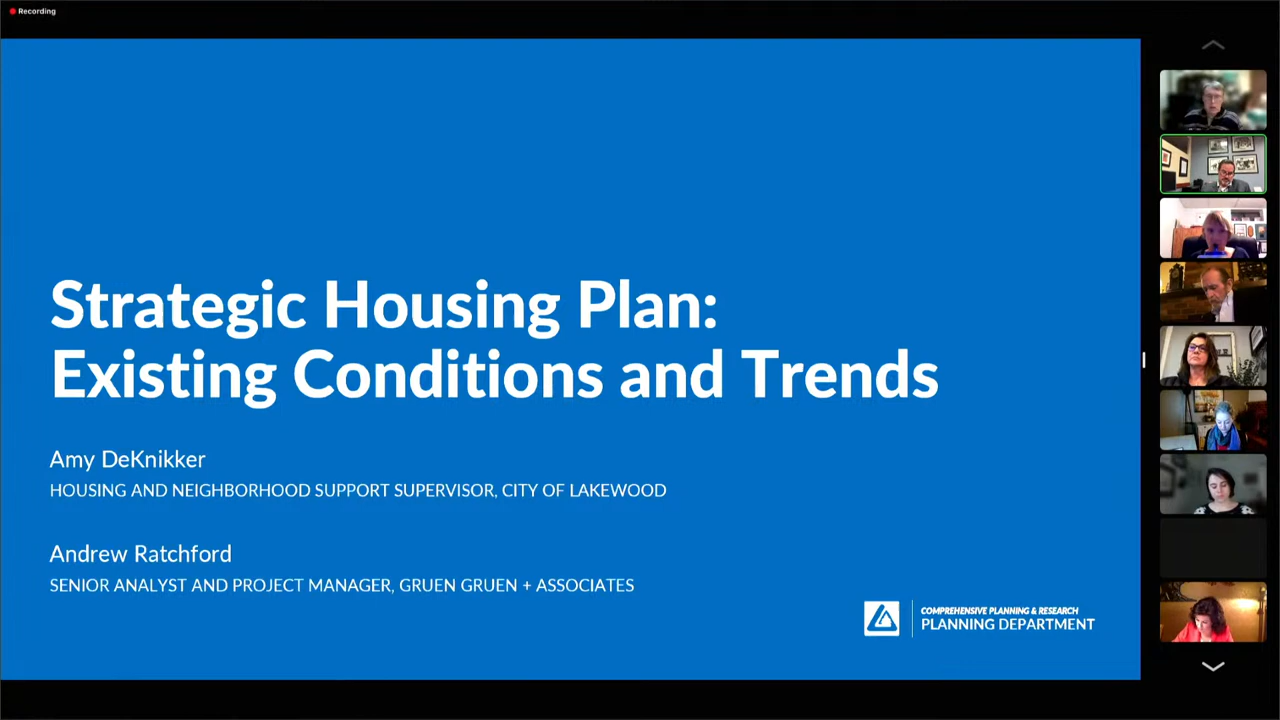 Recording
Strategic Housing Plan:
Existing Conditions and Trends
Amy DeKnikker
HOUSING AND NEIGHBORHOOD SUPPORT SUPERVISOR, CITY OF LAKEWOOD
Andrew Ratchford
SENIOR ANALYST AND PROJECT MANAGER, GRUEN GRUEN + ASSOCIATES
COMPREHENSIVE PLANNING & RESEARCH
PLANNING DEPARTMENT